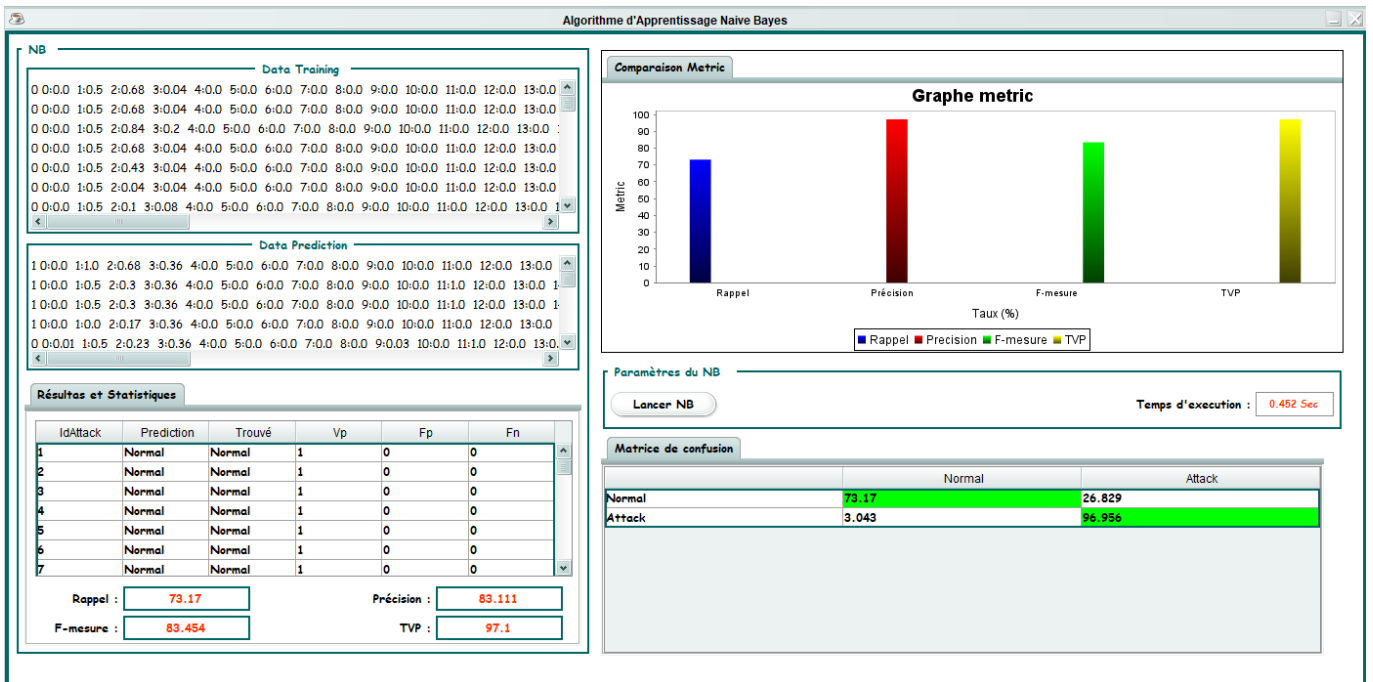 Algorithme d'Apprentissage Naive Bayes
NB
Data Training
0 0:0.0 1:0.5 2:0.68 3:0.04 4:0.0 5:0.0 6:0.0 7:0.0 8:0.0 9:0.0 10:0.0 11:0.0 12:0.0 13:0.0
0 0:0.0 1:0.5 2:0.68 3:0.04 4:0.0 5:0.0 6:0.0 7:0.0 8:0.0 9:0.0 10:0.0 11:0.0 12:0.0 13:0.0
0 0:0.0 1:0.5 2:0.84 3:0.2 4:0.0 5:0.0 6:0.0 7:0.0 8:0.0 9:0.0 10:0.0 11:0.0 12:0.0 13:0.0
0 0:0.0 1:0.5 2:0.68 3:0.04 4:0.0 5:0.0 6:0.0 7:0.0 8:0.0 9:0.0 10:0.0 11:0.0 12:0.0 13:0.0
0 0:0.0 1:0.5 2:0.43 3:0.04 4:0.0 5:0.0 6:0.0 7:0.0 8:0.0 9:0.0 10:0.0 11:0.0 12:0.0 13:0.0
0 0:0.0 1:0.5 2:0.04 3:0.04 4:0.0 5:0.0 6:0.0 7:0.0 8:0.0 9:0.0 10:0.0 11:0.0 12:0.0 13:0.0
0 0:0.0 1:0.5 2:0.1 3:0.08 4:0.0 5:0.0 6:0.0 7:0.0 8:0.0 9:0.0 10:0.0 11:0.0 12:0.0 13:0.0 1
Data Prediction
1 0:0.0 1:1.0 2:0.68 3:0.36 4:0.0 5:0.0 6:0.0 7:0.0 8:0.0 9:0.0 10:0.0 11:0.0 12:0.0 13:0.0
1 0:0.0 1:0.5 2:0.3 3:0.36 4:0.0 5:0.0 6:0.0 7:0.0 8:0.0 9:0.0 10:0.0 11:1.0 12:0.0 13:0.0 1
1 0:0.0 1:0.5 2:0.3 3:0.36 4:0.0 5:0.0 6:0.0 7:0.0 8:0.0 9:0.0 10:0.0 11:1.0 12:0.0 13:0.0 1
1 0:0.0 1:0.0 2:0.17 3:0.36 4:0.0 5:0.0 6:0.0 7:0.0 8:0.0 9:0.0 10:0.0 11:0.0 12:0.0 13:0.0
0 0:0.01 1:0.5 2:0.23 3:0.36 4:0.0 5:0.0 6:0.0 7:0.0 8:0.0 9:0.03 10:0.0 11:1.0 12:0.0 13:0.
Résultas et Statistiques
IdAttack Prediction Trouvé Vp Fp Fn
1 Normal Normal 1 0 0
2 Normal Normal 1 0 0
3 Normal Normal 1 0 0
4 Normal Normal 1 0 0
5 Normal Normal 1 0 0
6 Normal Normal 1 0 0
7 Normal Normal 1 0 0
Rappel : 73.17 Précision : 83.111
F-mesure : 83.454 TVP : 97.1
Comparaison Metric
Graphe metric
Metric
100
90
80
70
60
50
40
30
20
10
0
Rappel Précision F-mesure TVP
Taux (%)
Rappel Precision F-mesure TVP
Paramètres du NB
Lancer NB Temps d'execution : 0.452 Sec
Matrice de confusion
Normal Attack
Normal 73.17 26.829
Attack 3.043 96.956